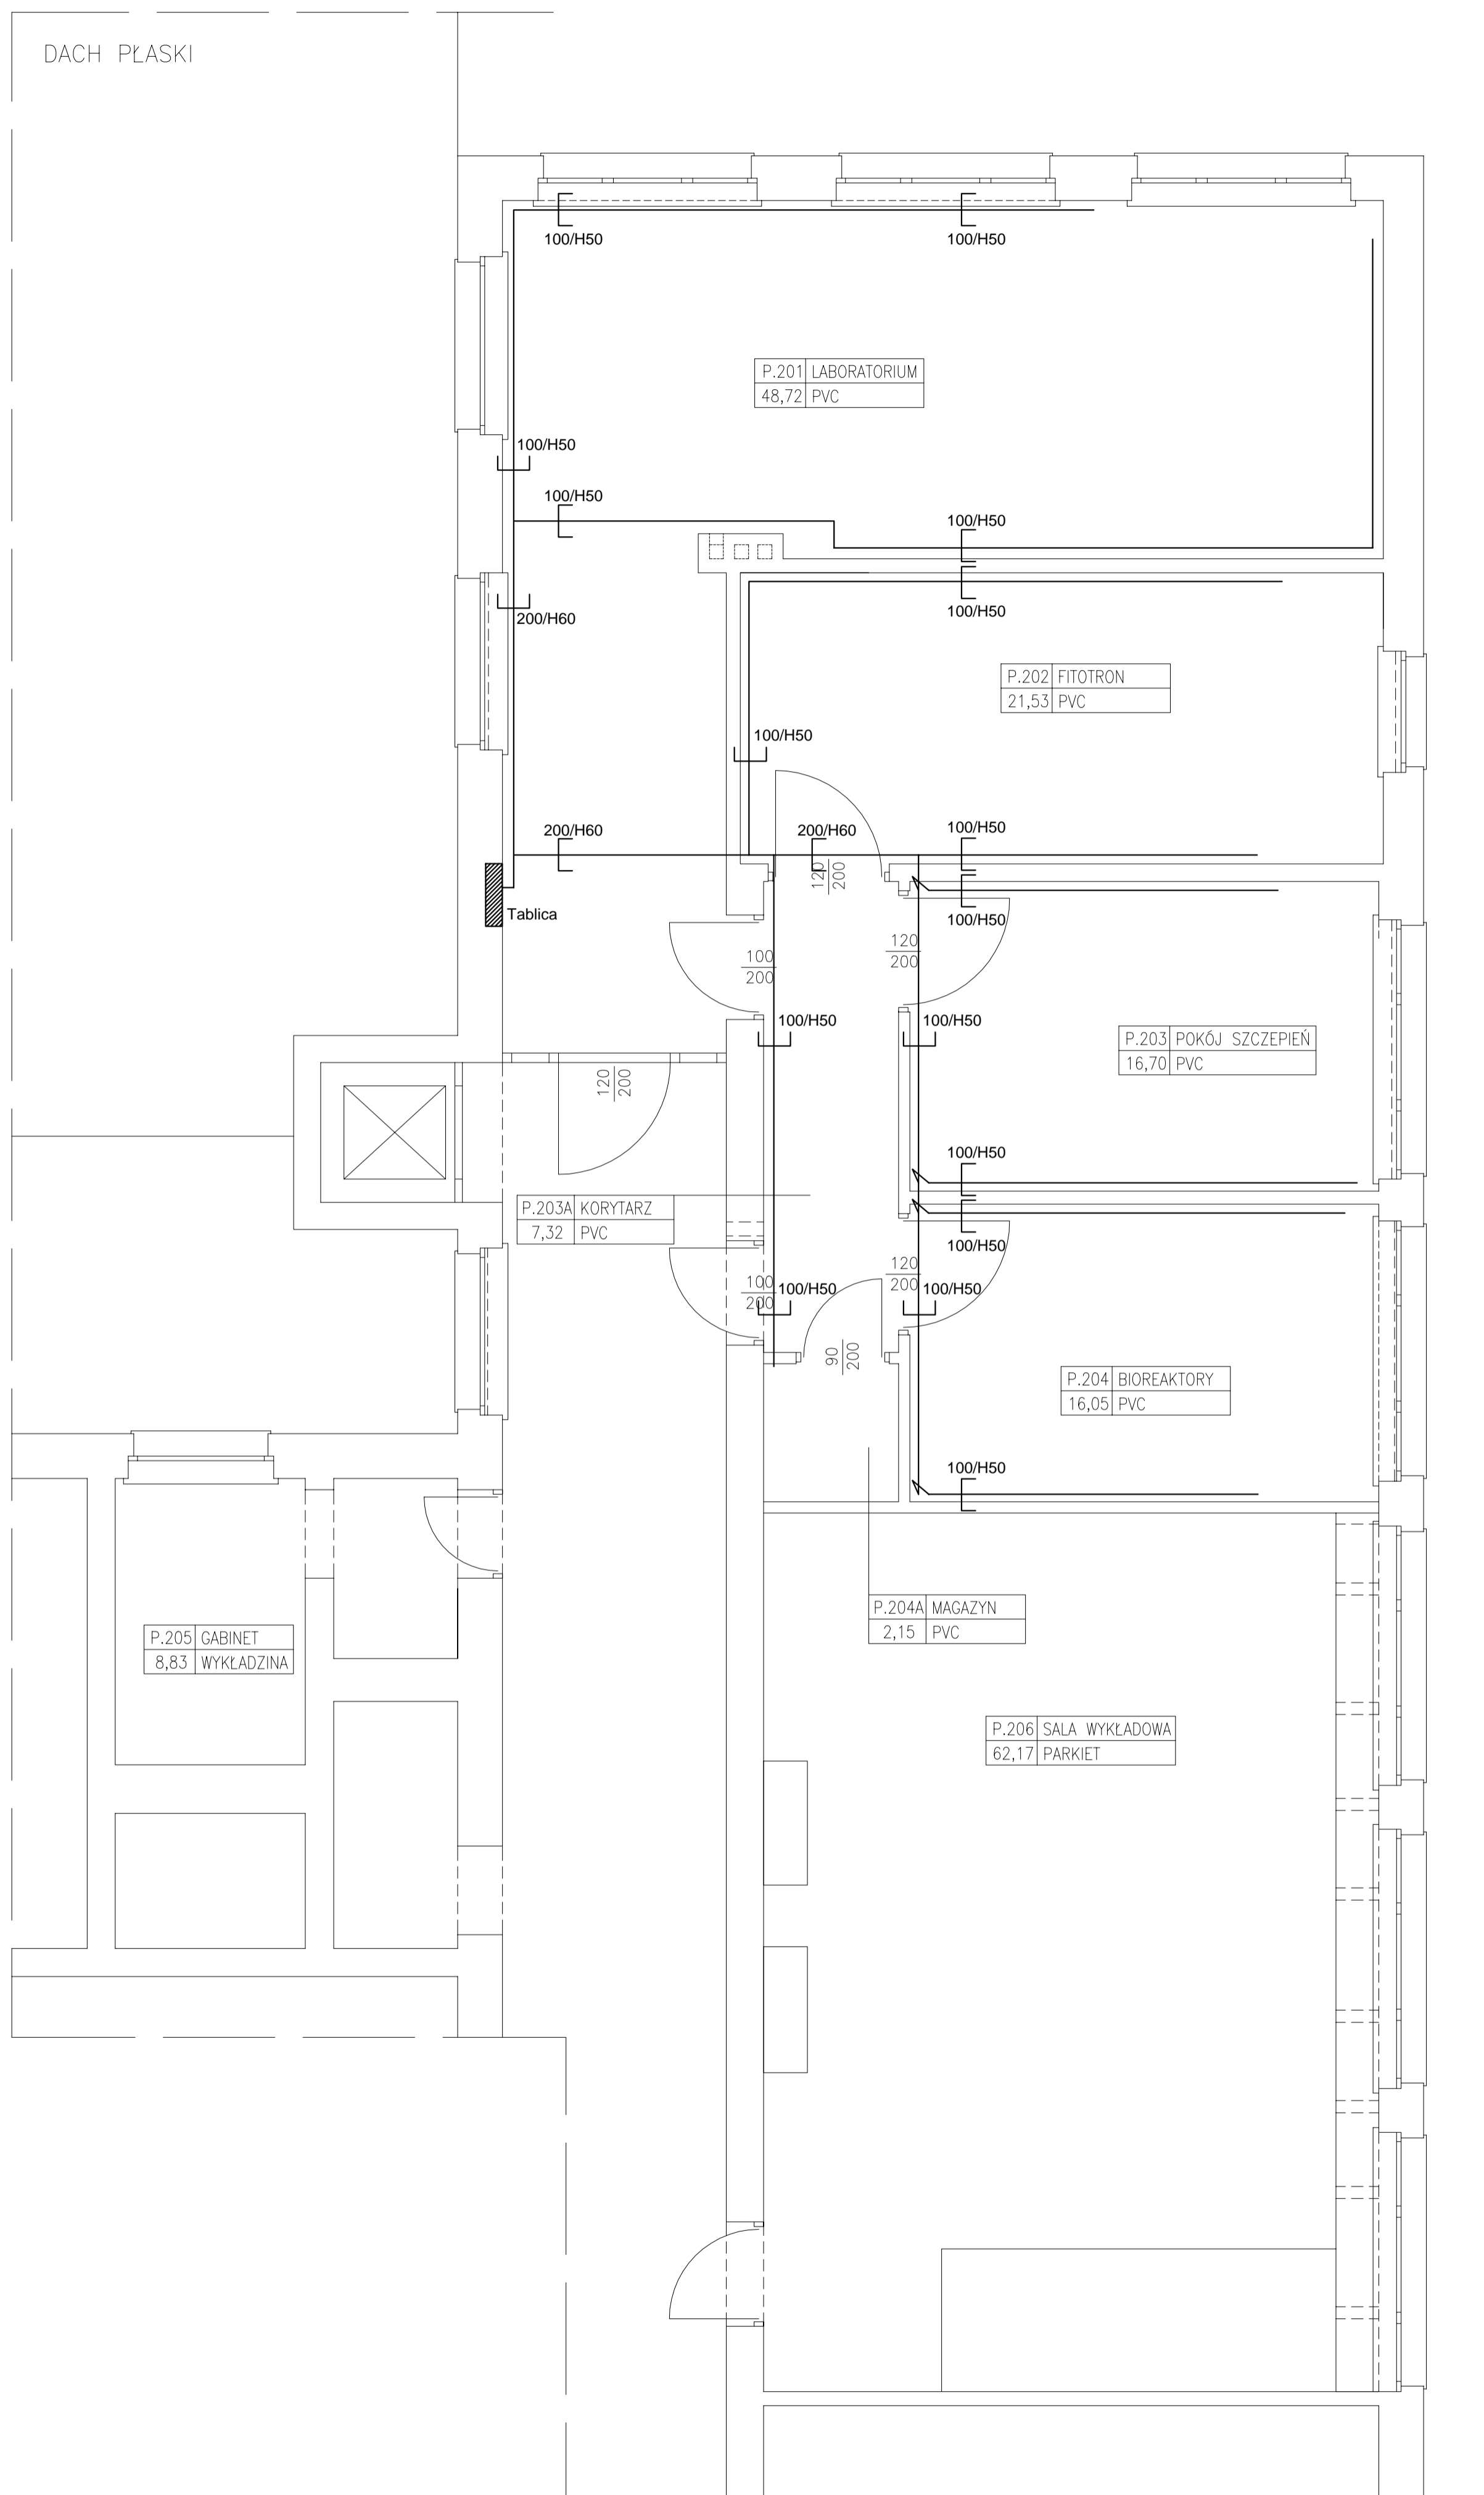 DACH PŁASKI
100/H50
100/H50
P.201 LABORATORIUM
48,72 PVC
100/H50
100/H50
100/H50
100/H50
200/H60
P.202 FITOTRON
21,53 PVC
100/H50
200/H60
200/H60
100/H50
120
200
Tablica
100/H50
100
200
120
200
100/H50
100/H50
P.203 POKÓJ SZCZEPIEŃ
16,70 PVC
120
200
100/H50
P.203A KORYTARZ
7,32 PVC
100/H50
100
200
100/H50
120
200
100/H50
90
200
P.204 BIOREAKTORY
16,05 PVC
100/H50
P.204A MAGAZYN
2,15 PVC
P.205 GABINET
8,83 WYKŁADZINA
P.206 SALA WYKŁADOWA
62,17 PARKIET